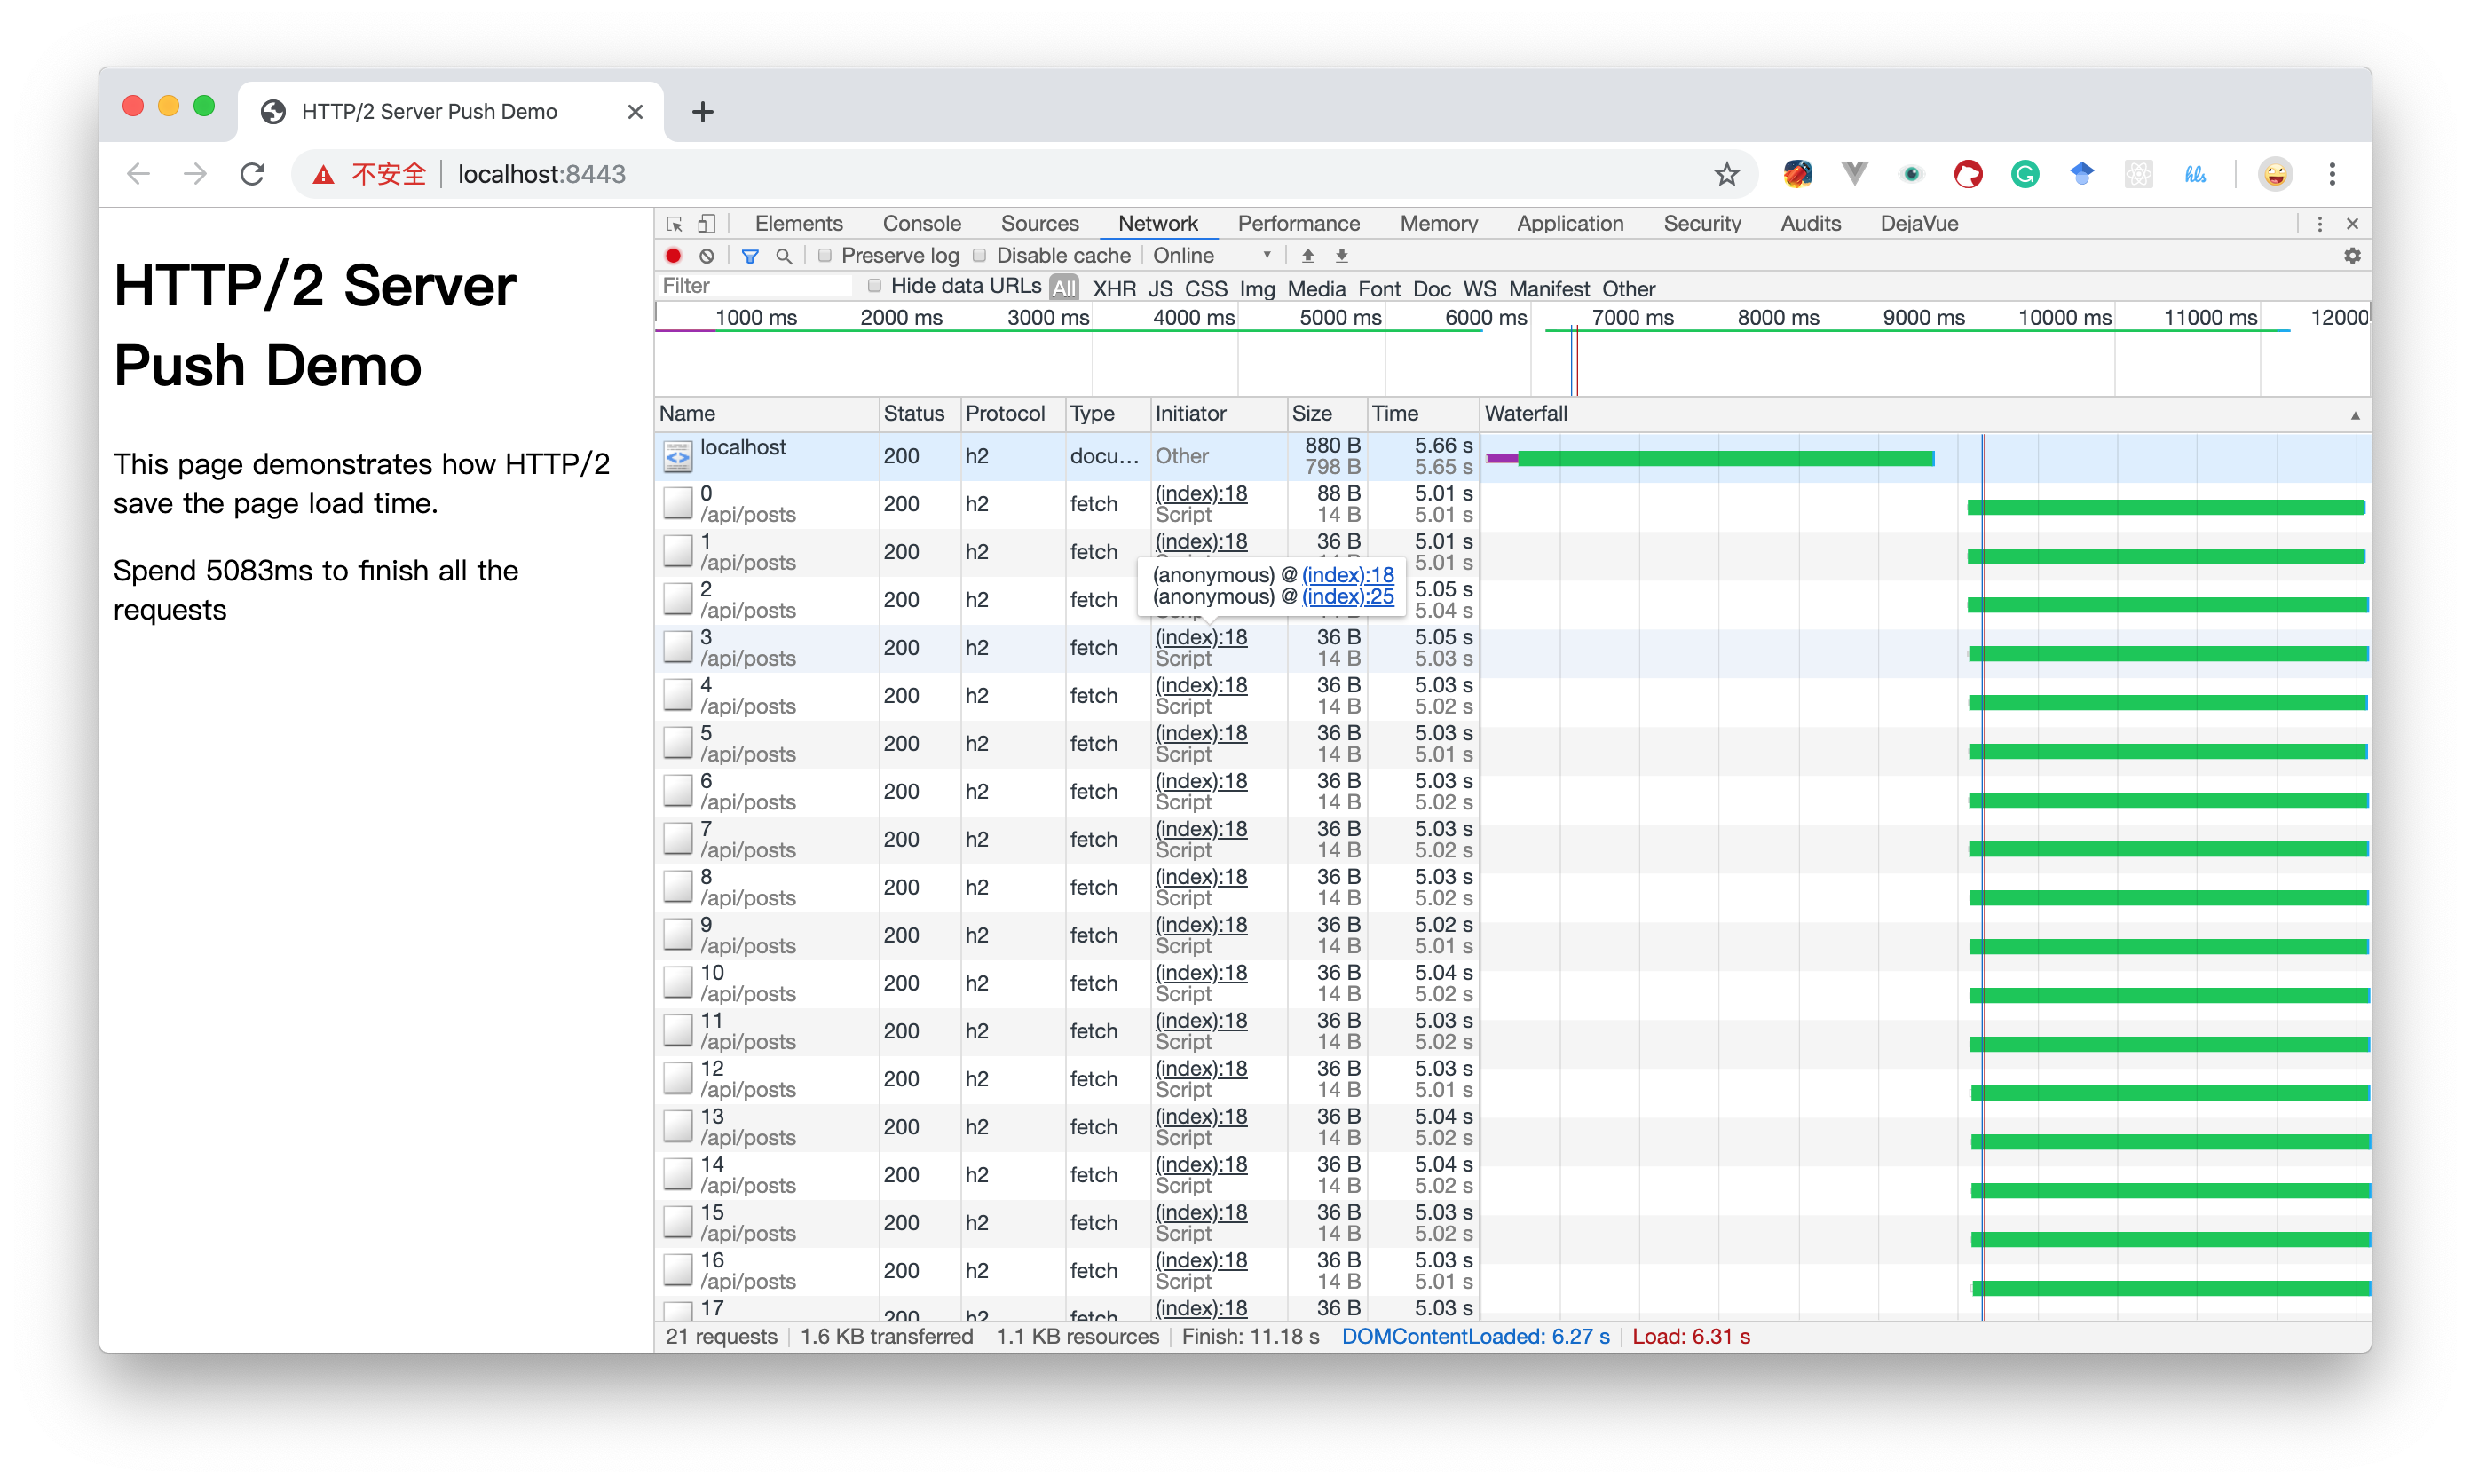 HTTP/2 Server Push Demo
不安全
localhost:8443
hls
HTTP/2 Server
Push Demo
This page demonstrates how HTTP/2
save the page load time.
Spend 5083ms to finish all the
requests
Elements Console Sources Network Performance Memory Application Security Audits DejaVue
Preserve log Disable cache Online
Filter Hide data URLs All XHR JS CSS Img Media Font Doc WS Manifest Other
1000 ms 2000 ms 3000 ms 4000 ms 5000 ms 6000 ms 7000 ms 8000 ms 9000 ms 10000 ms 11000 ms 12000
Name Status Protocol Type Initiator Size Time Waterfall
localhost 200 h2 docu... Other 880 B 5.66 s
798 B 5.65 s
0 200 h2 fetch (index):18 88 B 5.01 s
/api/posts Script 14 B 5.01 s
1 200 h2 fetch (index):18 36 B 5.01 s
/api/posts 5.01 s
(anonymous) @ (index):18
(anonymous) @ (index):25
2 200 h2 fetch 5.05 s
/api/posts 5.04 s
3 200 h2 fetch (index):18 36 B 5.05 s
/api/posts Script 14 B 5.03 s
4 200 h2 fetch (index):18 36 B 5.03 s
/api/posts Script 14 B 5.02 s
5 200 h2 fetch (index):18 36 B 5.03 s
/api/posts Script 14 B 5.01 s
6 200 h2 fetch (index):18 36 B 5.03 s
/api/posts Script 14 B 5.02 s
7 200 h2 fetch (index):18 36 B 5.03 s
/api/posts Script 14 B 5.02 s
8 200 h2 fetch (index):18 36 B 5.03 s
/api/posts Script 14 B 5.02 s
9 200 h2 fetch (index):18 36 B 5.02 s
/api/posts Script 14 B 5.01 s
10 200 h2 fetch (index):18 36 B 5.04 s
/api/posts Script 14 B 5.02 s
11 200 h2 fetch (index):18 36 B 5.03 s
/api/posts Script 14 B 5.02 s
12 200 h2 fetch (index):18 36 B 5.03 s
/api/posts Script 14 B 5.01 s
13 200 h2 fetch (index):18 36 B 5.04 s
/api/posts Script 14 B 5.02 s
14 200 h2 fetch (index):18 36 B 5.04 s
/api/posts Script 14 B 5.02 s
15 200 h2 fetch (index):18 36 B 5.03 s
/api/posts Script 14 B 5.02 s
16 200 h2 fetch (index):18 36 B 5.03 s
/api/posts Script 14 B 5.01 s
17 200 h2 fetch (index):18 36 B 5.03 s
21 requests 1.6 KB transferred 1.1 KB resources Finish: 11.18 s DOMContentLoaded: 6.27 s Load: 6.31 s